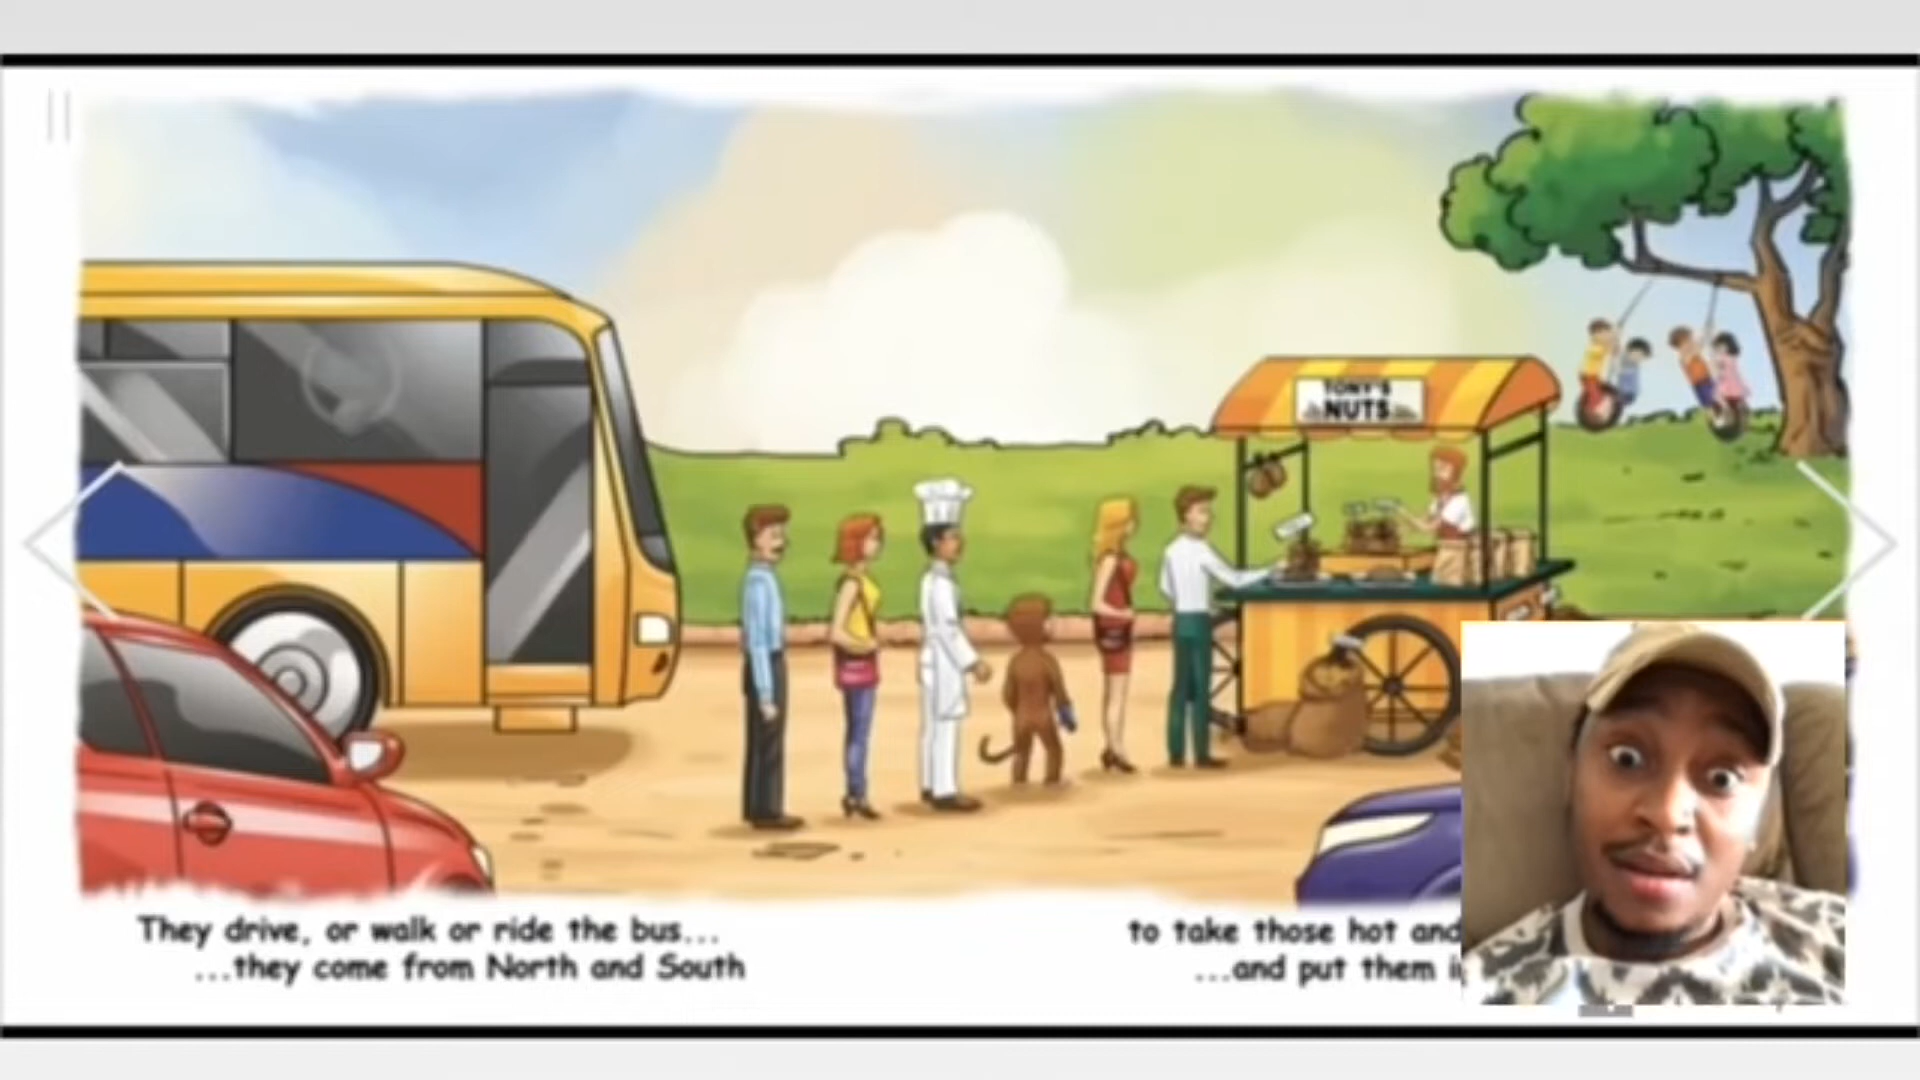 TONY'S
NUTS
They drive, or walk or ride the bus...
...they come from North and South
to take those hot and
...and put them